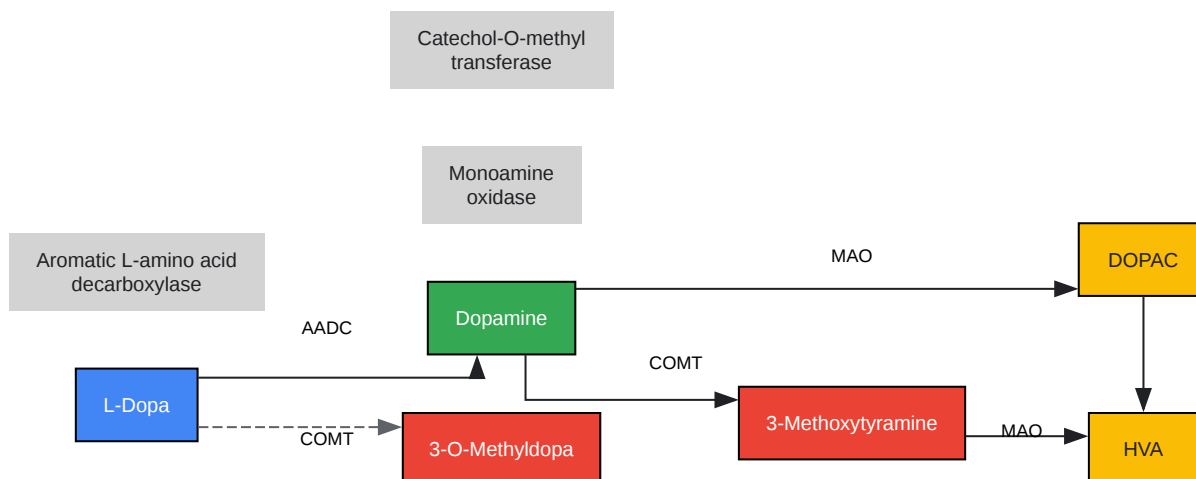 Catechol-O-methyl
transferase
Monoamine
oxidase
Aromatic L-amino acid
decarboxylase
MAO
DOPAC
Dopamine
AADC
COMT
L-Dopa
3-Methoxytyramine
COMT
3-O-Methyldopa
MAO
HVA